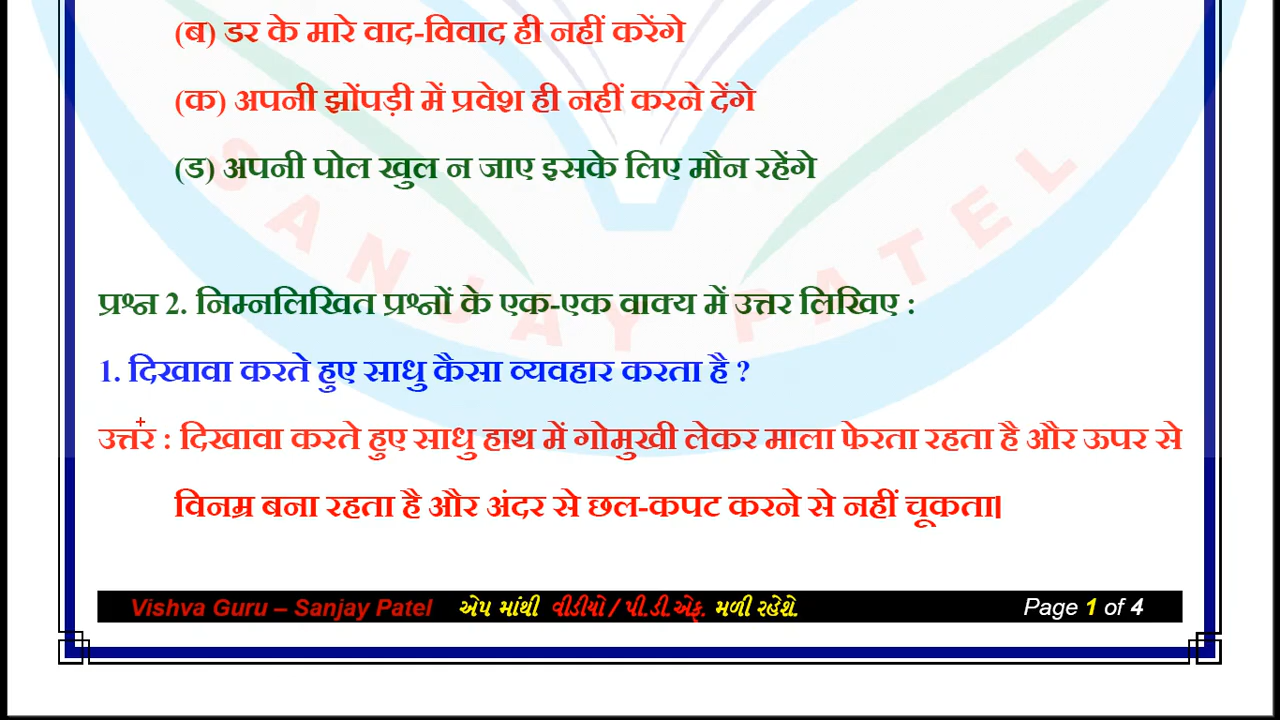 (ब) डर के मारे वाद-विवाद ही नहीं करेंगे
(क) अपनी झोंपड़ी में प्रवेश ही नहीं करने देंगे
(ड) अपनी पोल खुल न जाए इसके लिए मौन रहेंगे
SANJAY PATEL
प्रश्न 2. निम्नलिखित प्रश्नों के एक-एक वाक्य में उत्तर लिखिए :
1. दिखावा करते हुए साधु कैसा व्यवहार करता है ?
उत्तर : दिखावा करते हुए साधु हाथ में गोमुखी लेकर माला फेरता रहता है और ऊपर से
विनम्र बना रहता है और अंदर से छल-कपट करने से नहीं चूकता।
Vishva Guru – Sanjay Patel એપ માંથી વીડીયો / પી.ડી.એફ. મળી રહેશે. Page 1 of 4